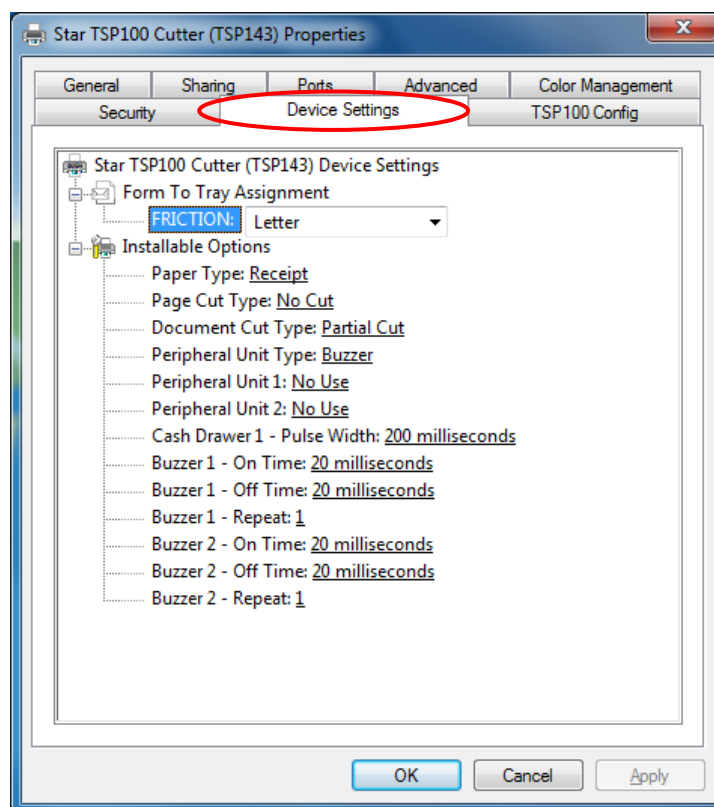 Star TSP100 Cutter (TSP143) Properties
X
General Sharing Ports Advanced Color Management
Security Device Settings TSP100 Config
Star TSP100 Cutter (TSP143) Device Settings
Form To Tray Assignment
FRICTION: Letter
Installable Options
Paper Type: Receipt
Page Cut Type: No Cut
Document Cut Type: Partial Cut
Peripheral Unit Type: Buzzer
Peripheral Unit 1: No Use
Peripheral Unit 2: No Use
Cash Drawer 1 - Pulse Width: 200 milliseconds
Buzzer 1 - On Time: 20 milliseconds
Buzzer 1 - Off Time: 20 milliseconds
Buzzer 1 - Repeat: 1
Buzzer 2 - On Time: 20 milliseconds
Buzzer 2 - Off Time: 20 milliseconds
Buzzer 2 - Repeat: 1
OK Cancel Apply